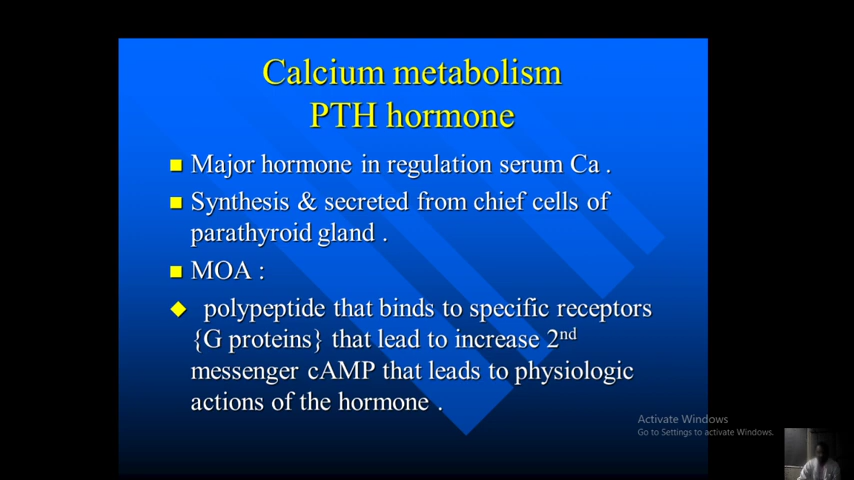 Calcium metabolism
PTH hormone
Major hormone in regulation serum Ca .
Synthesis & secreted from chief cells of
parathyroid gland .
MOA :
polypeptide that binds to specific receptors
{G proteins} that lead to increase 2nd
messenger cAMP that leads to physiologic
actions of the hormone .
Activate Windows
Go to Settings to activate Windows.